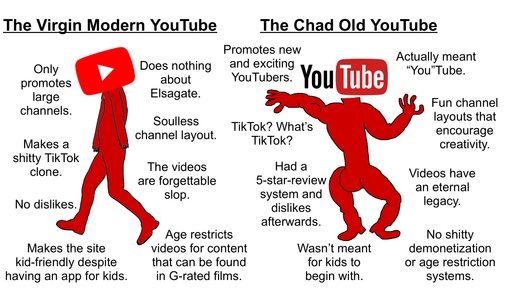 The Virgin Modern YouTube
Only
promotes
large
channels.
Does nothing
about
Elsagate.
Soulless
channel layout.
Makes a
shitty TikTok
clone.
The videos
are forgettable
slop.
No dislikes.
Makes the site
kid-friendly despite
having an app for kids.
Age restricts
videos for content
that can be found
in G-rated films.
The Chad Old YouTube
Promotes new
and exciting
YouTubers.
YouTube
Actually meant
“You”Tube.
Fun channel
layouts that
encourage
creativity.
TikTok? What’s
TikTok?
Had a
5-star-review
system and
dislikes
afterwards.
Videos have
an eternal
legacy.
Wasn’t meant
for kids to
begin with.
No shitty
demonetization
or age restriction
systems.